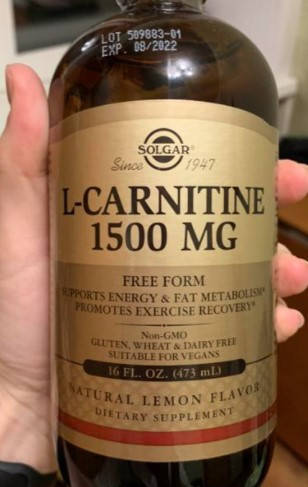 LOT 509883-01
EXP. 08/2022
SOLGAR®
Since 1947
L-CARNITINE
1500 MG
FREE FORM
SUPPORTS ENERGY & FAT METABOLISM*
PROMOTES EXERCISE RECOVERY*
Non-GMO
GLUTEN, WHEAT & DAIRY FREE
SUITABLE FOR VEGANS
16 FL. OZ. (473 mL)
NATURAL LEMON FLAVOR
DIETARY SUPPLEMENT